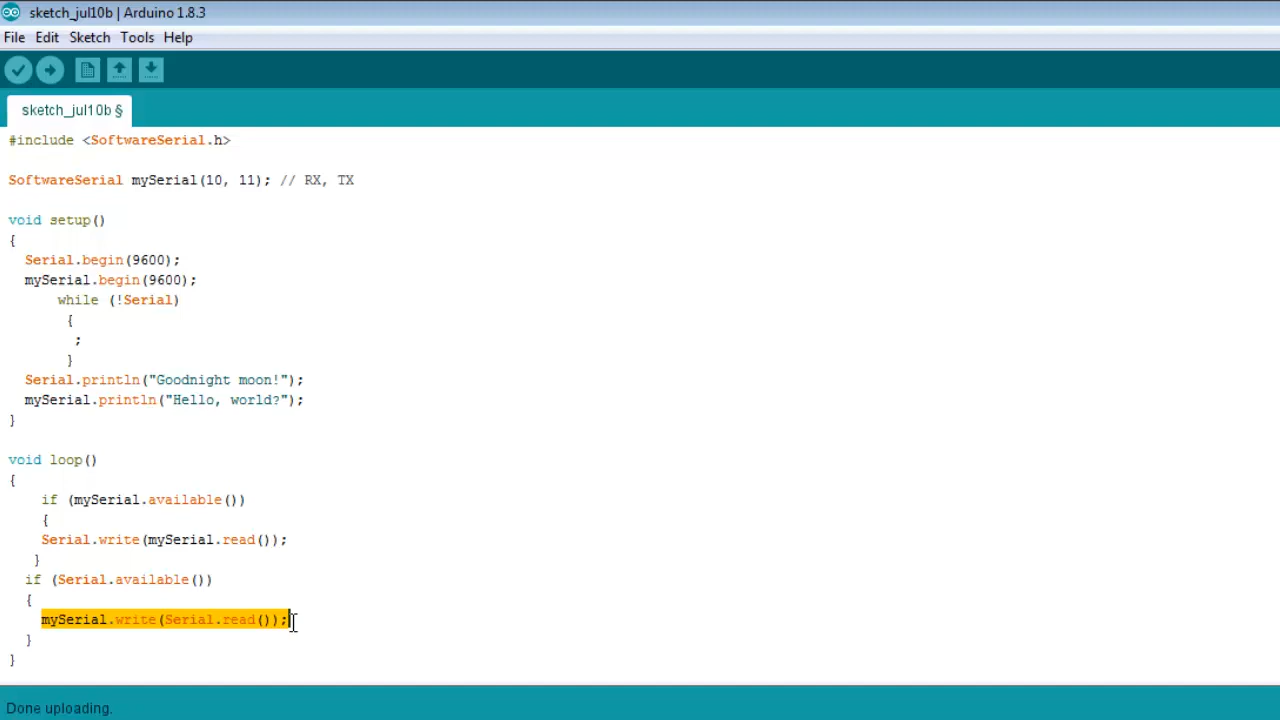 sketch_jul10b | Arduino 1.8.3
File Edit Sketch Tools Help
sketch_jul10b §
#include <SoftwareSerial.h>
SoftwareSerial mySerial(10, 11); // RX, TX
void setup()
{
Serial.begin(9600);
mySerial.begin(9600);
while (!Serial)
{
;
}
Serial.println("Goodnight moon!");
mySerial.println("Hello, world?");
}
void loop()
{
if (mySerial.available())
{
Serial.write(mySerial.read());
}
if (Serial.available())
{
mySerial.write(Serial.read());
}
}
Done uploading.